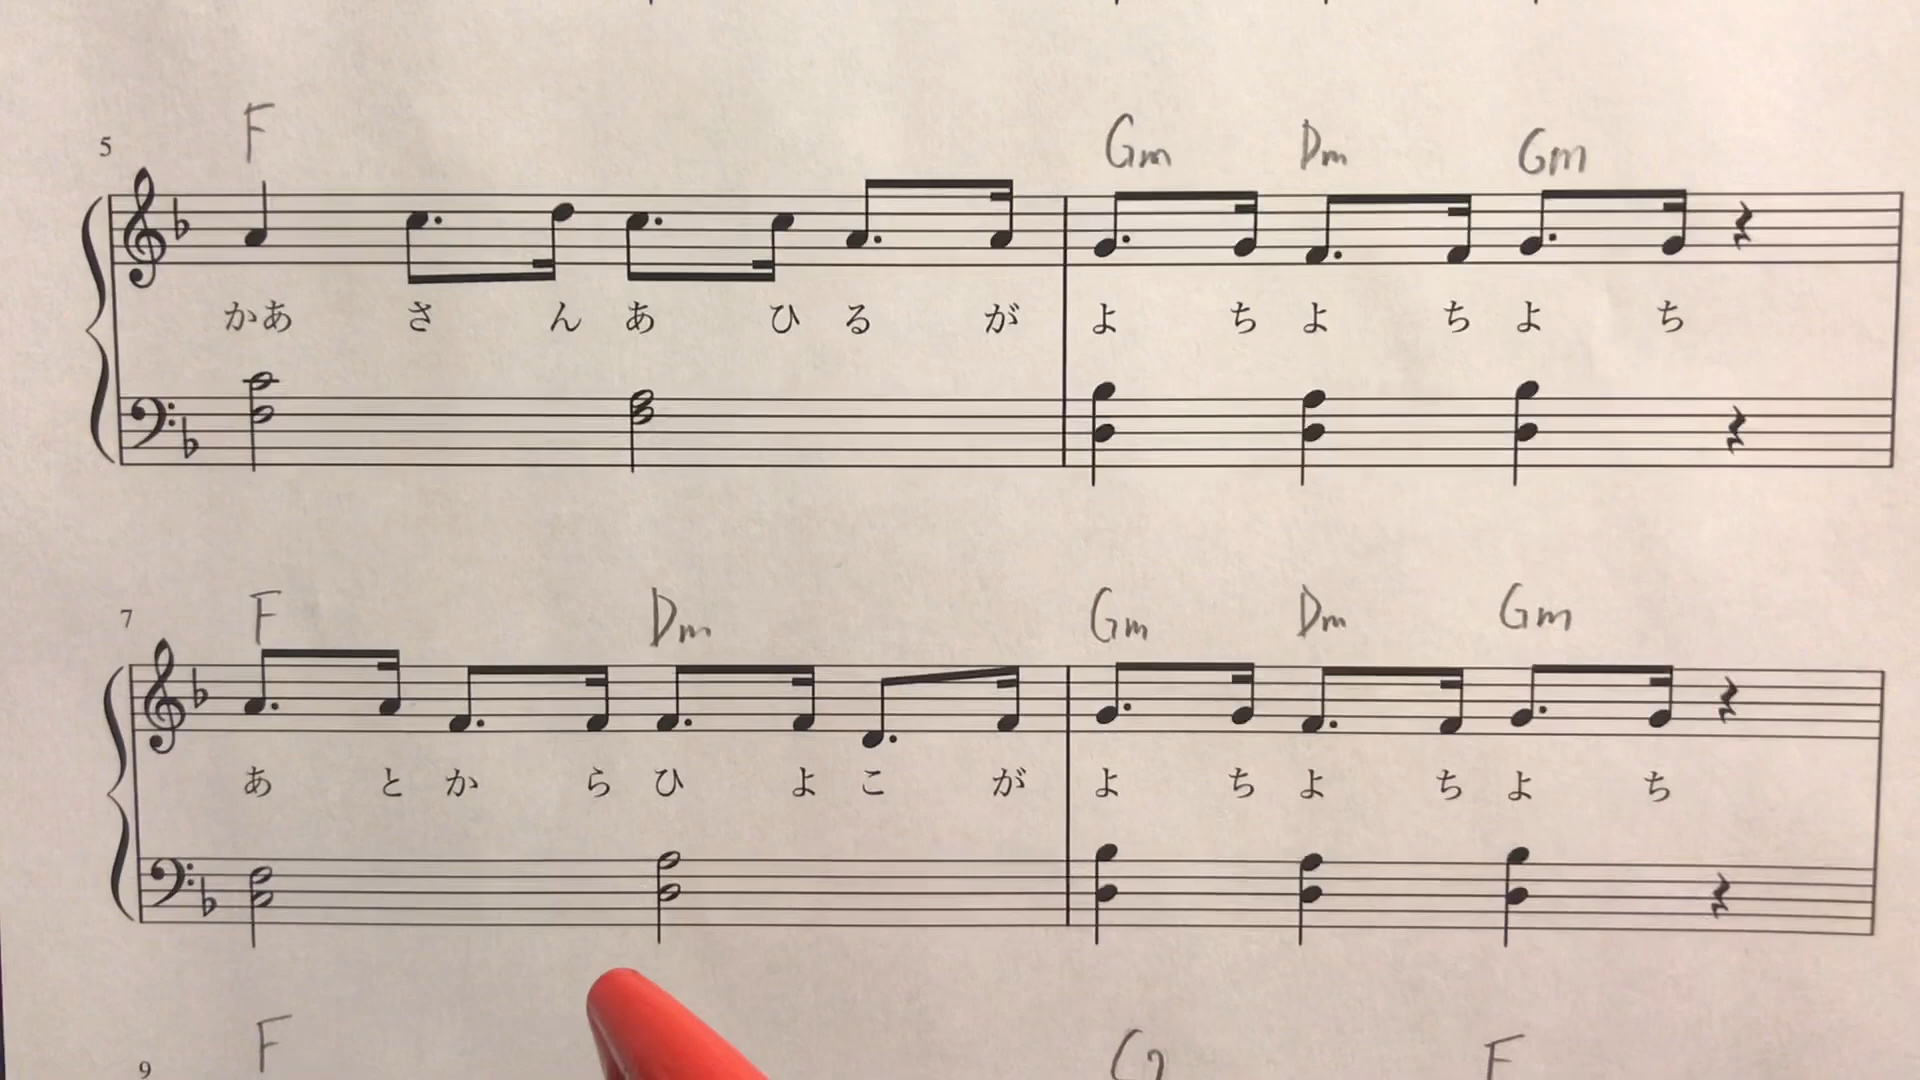 F Gm Dm Gm
5
かあ さ ん あ ひ る が よ ち よ ち よ ち
F Dm Gm Dm Gm
7
あ と か ら ひ よ こ が よ ち よ ち よ ち
F F
9